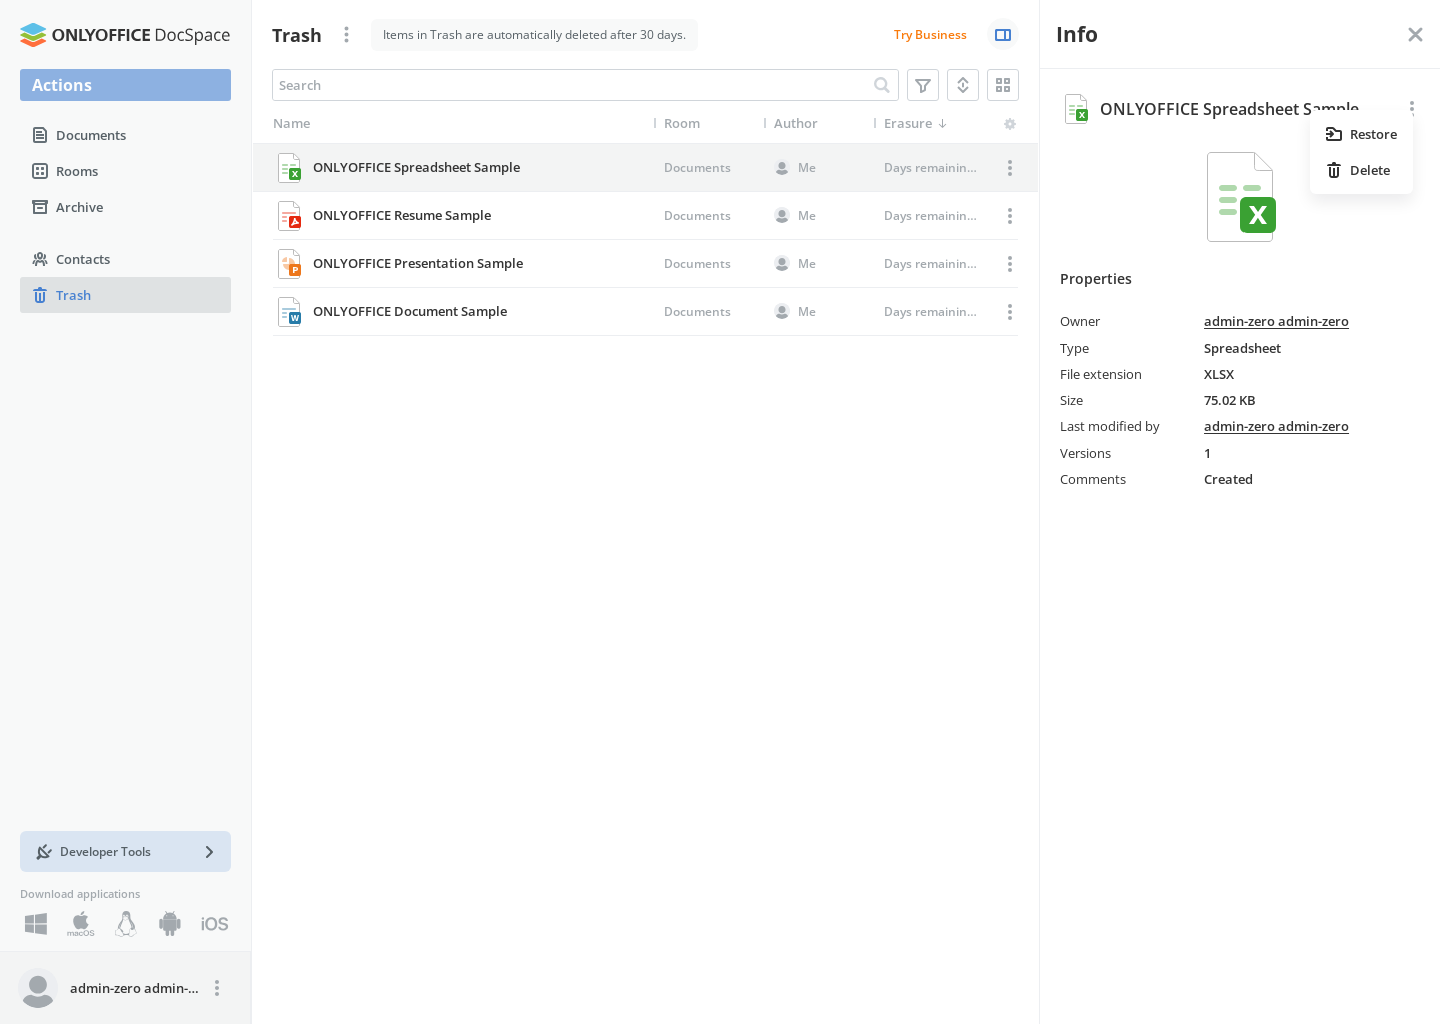 ONLYOFFICE DocSpace
Actions
Documents
Rooms
Archive
Contacts
Trash
Developer Tools
Download applications
macOS
iOS
admin-zero admin-...
Trash
Items in Trash are automatically deleted after 30 days.
Try Business
Search
Name
Room
Author
Erasure
X
ONLYOFFICE Spreadsheet Sample
Documents
Me
Days remainin...
ONLYOFFICE Resume Sample
Documents
Me
Days remainin...
P
ONLYOFFICE Presentation Sample
Documents
Me
Days remainin...
W
ONLYOFFICE Document Sample
Documents
Me
Days remainin...
Info
X
ONLYOFFICE Spreadsheet Sample
Restore
Delete
X
Properties
Owner
admin-zero admin-zero
Type
Spreadsheet
File extension
XLSX
Size
75.02 KB
Last modified by
admin-zero admin-zero
Versions
1
Comments
Created